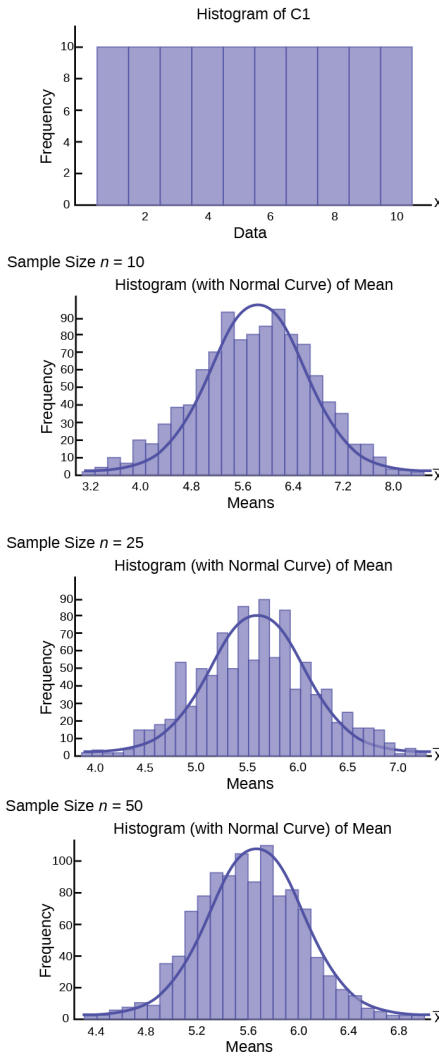 Histogram of C1
Frequency
10
8
6
4
2
0
2 4 6 8 10
X
Data
Sample Size n = 10
Histogram (with Normal Curve) of Mean
Frequency
90
80
70
60
50
40
30
20
10
0
3.2 4.0 4.8 5.6 6.4 7.2 8.0
X̅
Means
Sample Size n = 25
Histogram (with Normal Curve) of Mean
Frequency
90
80
70
60
50
40
30
20
10
0
4.0 4.5 5.0 5.5 6.0 6.5 7.0
X̅
Means
Sample Size n = 50
Histogram (with Normal Curve) of Mean
Frequency
100
80
60
40
20
0
4.4 4.8 5.2 5.6 6.0 6.4 6.8
X̅
Means